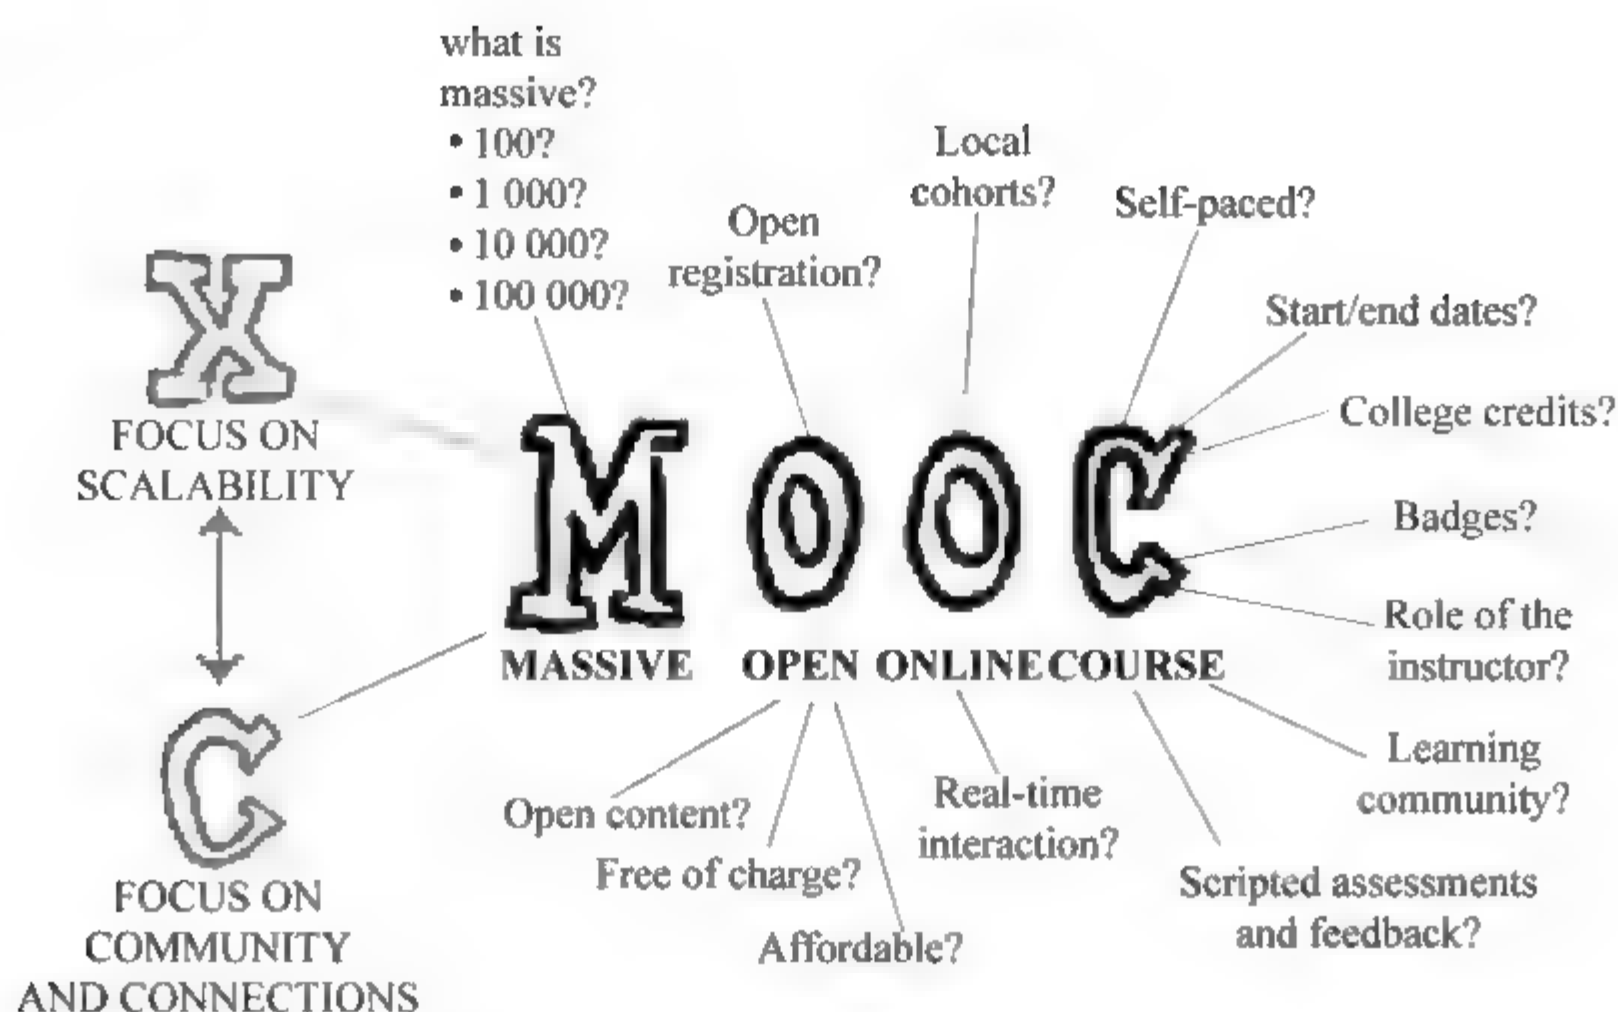 what is
massive?
• 100?
• 1 000?
• 10 000?
• 100 000?
Open
registration?
Local
cohorts?
Self-paced?
Start/end dates?
College credits?
Badges?
Role of the
instructor?
Learning
community?
Scripted assessments
and feedback?
Real-time
interaction?
Affordable?
Free of charge?
Open content?
X
FOCUS ON
SCALABILITY
C
FOCUS ON
COMMUNITY
AND CONNECTIONS
MOOC
MASSIVE OPEN ONLINE COURSE